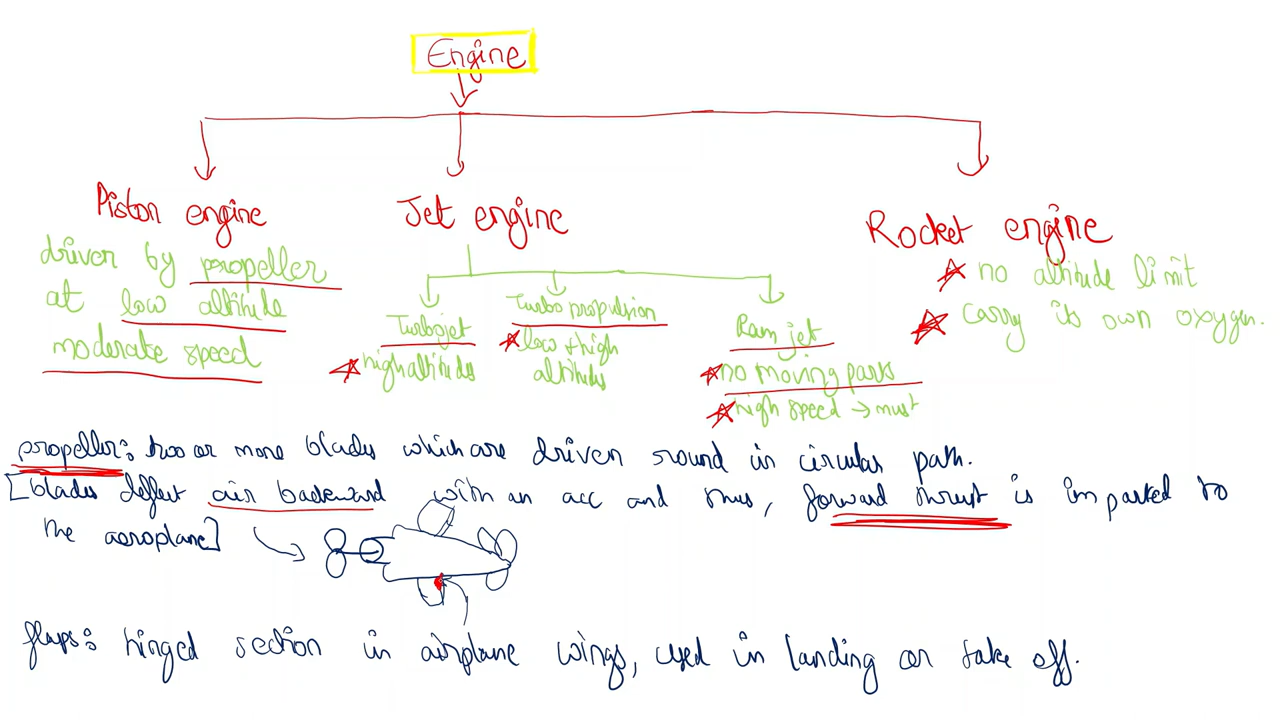 Engine
Piston engine
driven by propeller
at low altitude
moderate speed
Jet engine
Turbojet
high altitudes
Turbo propulsion
low + high
altitudes
Ram jet
no moving parts
high speed → must
Rocket engine
no altitude limit
carry its own oxygen.
propeller: two or more blades which are driven round in circular path.
[blades deflect air backward with an acc and thus, forward thrust is imparted to
the aeroplane]
flaps: hinged section in airplane wings, used in landing or take off.